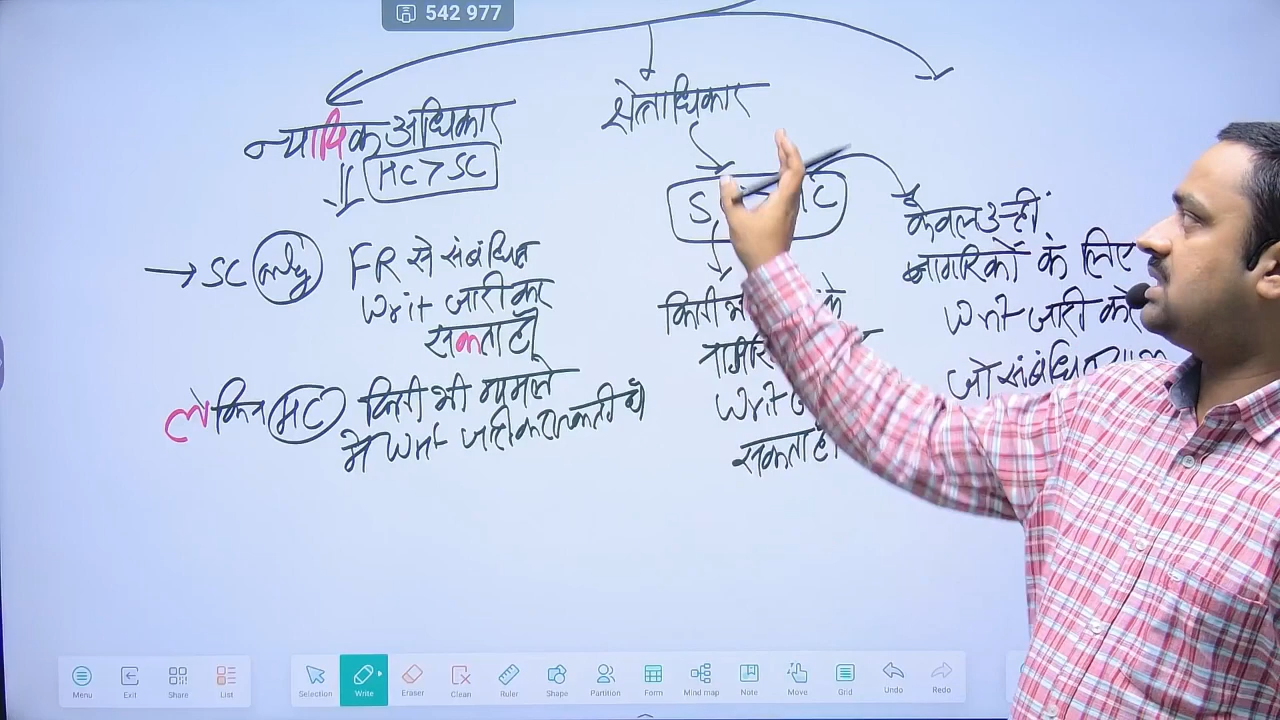 542 977
न्यायिक अधिकार
HC > SC
→ SC only FR से संबंधित
writ जारी कर
सकता है
लेकिन HC किसी भी मामले
में writ जारी कर सकती है
क्षेत्राधिकार
S
C
किसी
के
writ
सकता है
केवल उन्हीं
नागरिकों के लिए
writ जारी करे
जो संबंधित
Menu Exit Share List Selection Write Eraser Clean Ruler Shape Partition Form Mind map Note Move Grid Undo Redo